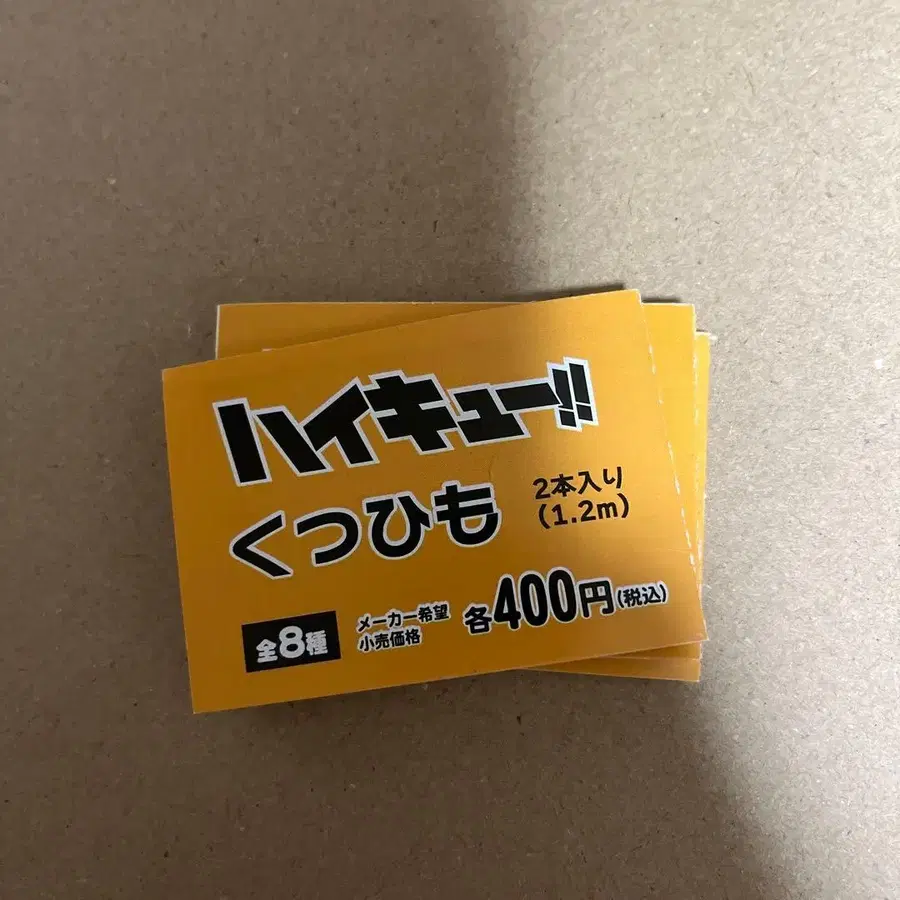 ハイキュー!!
くつひも
2本入り
(1.2m)
全8種
メーカー希望
小売価格
各400円(税込)